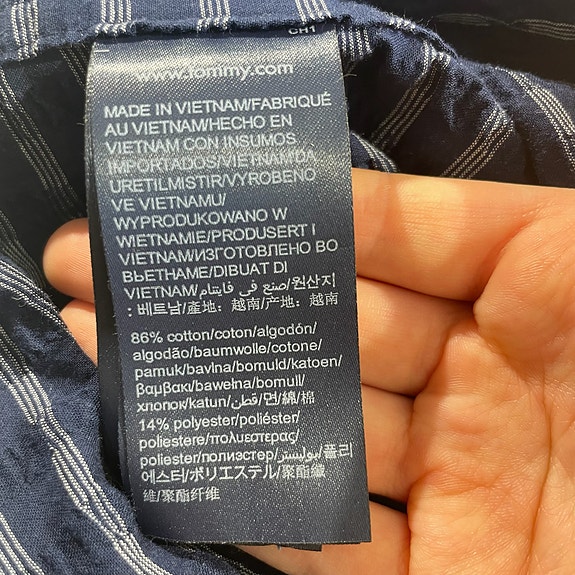 CH1
www.tommy.com
MADE IN VIETNAM/FABRIQUÉ
AU VIETNAM/HECHO EN
VIETNAM CON INSUMOS
IMPORTADOS/VIETNAM'DA
URETILMISTIR/VYROBENO
VE VIETNAMU/
WYPRODUKOWANO W
WIETNAMIE/PRODUSERT I
VIETNAM/ИЗГОТОВЛЕНО ВО
ВЬЕТНАМЕ/DIBUAT DI
VIETNAM/صنع في فايتنام/원산지
: 베트남/產地：越南/产地：越南
86% cotton/coton/algodón/
algodão/baumwolle/cotone/
pamuk/bavlna/bomuld/katoen/
βαμβακι/bawełna/bomull/
хлопок/katun/قطن/면/綿/棉
14% polyester/poliéster/
poliestere/πολυεστερας/
poliester/полиэстер/بوليستر/폴리
에스터/ポリエステル/聚酯纖
維/聚酯纤维